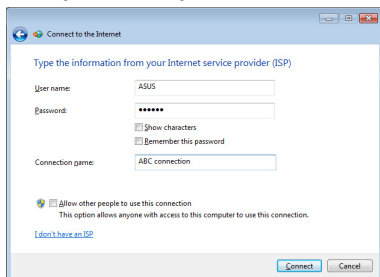 Connect to the Internet
Type the information from your Internet service provider (ISP)
User name: ASUS
Password: ••••••
Show characters
Remember this password
Connection name: ABC connection
Allow other people to use this connection
This option allows anyone with access to this computer to use this connection.
I don't have an ISP
Connect Cancel